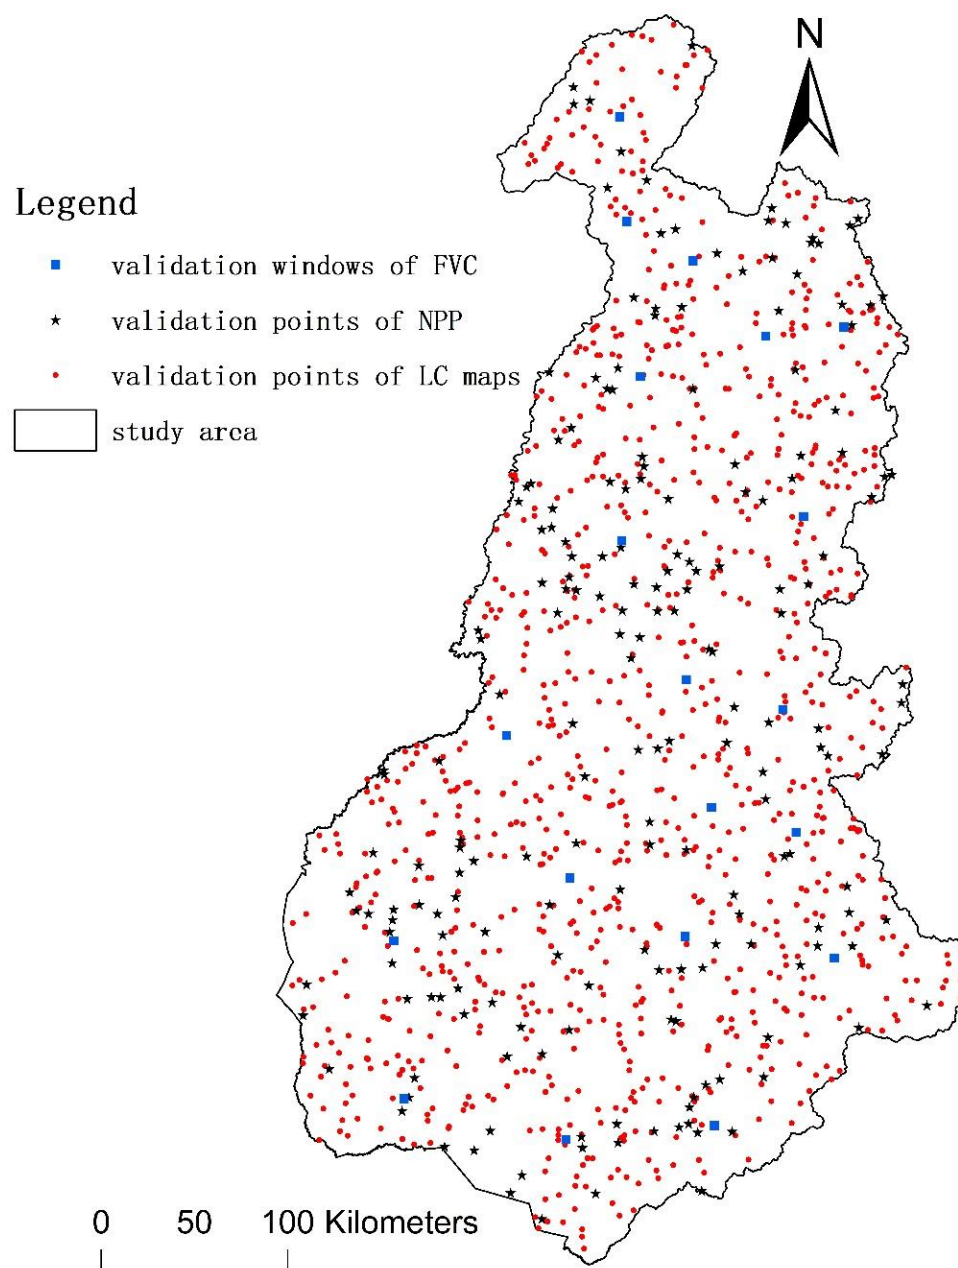 N
Legend
validation windows of FVC
validation points of NPP
validation points of LC maps
study area
0 50 100 Kilometers